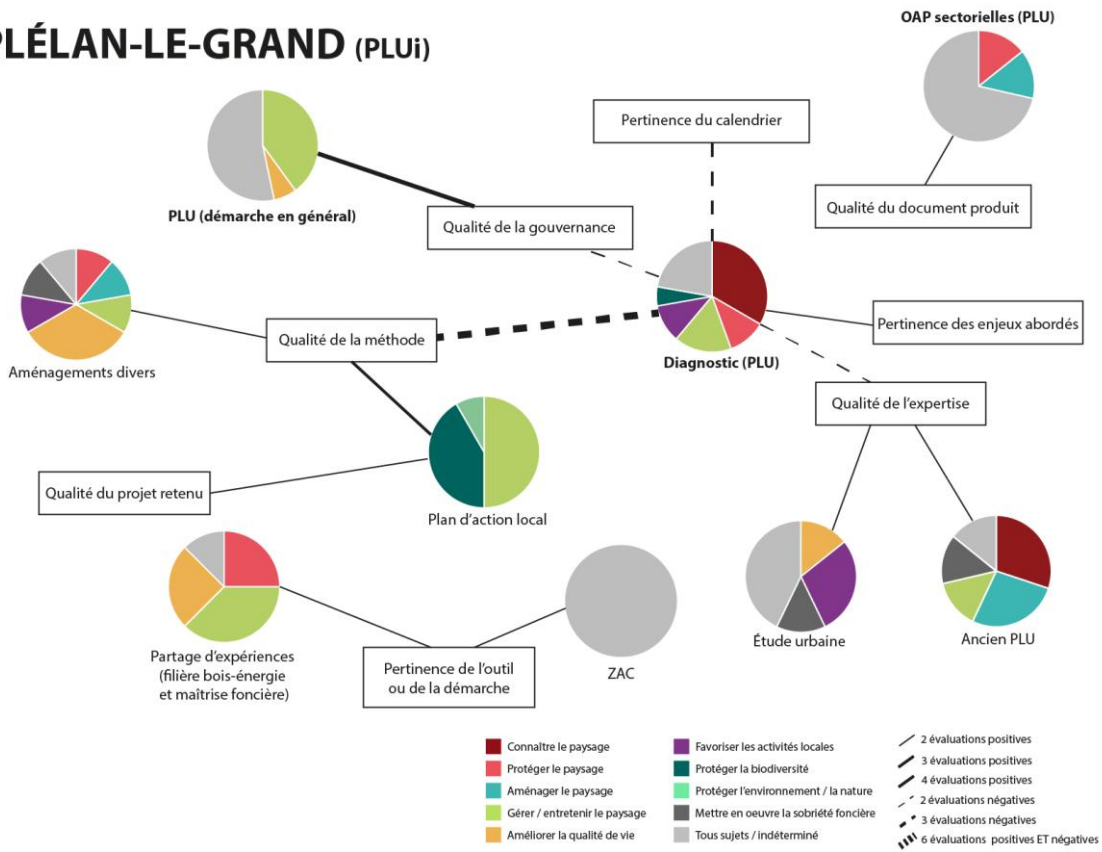 PLÉLAN-LE-GRAND (PLUi)
OAP sectorielles (PLU)
Pertinence du calendrier
PLU (démarche en général)
Qualité de la gouvernance
Qualité du document produit
Aménagements divers
Qualité de la méthode
Diagnostic (PLU)
Pertinence des enjeux abordés
Qualité de l'expertise
Qualité du projet retenu
Plan d'action local
Partage d'expériences
(filière bois-énergie
et maîtrise foncière)
Pertinence de l'outil
ou de la démarche
ZAC
Étude urbaine
Ancien PLU
Connaître le paysage
Protéger le paysage
Aménager le paysage
Gérer / entretenir le paysage
Améliorer la qualité de vie
Favoriser les activités locales
Protéger la biodiversité
Protéger l'environnement / la nature
Mettre en oeuvre la sobriété foncière
Tous sujets / indéterminé
2 évaluations positives
3 évaluations positives
4 évaluations positives
2 évaluations négatives
3 évaluations négatives
6 évaluations positives ET négatives